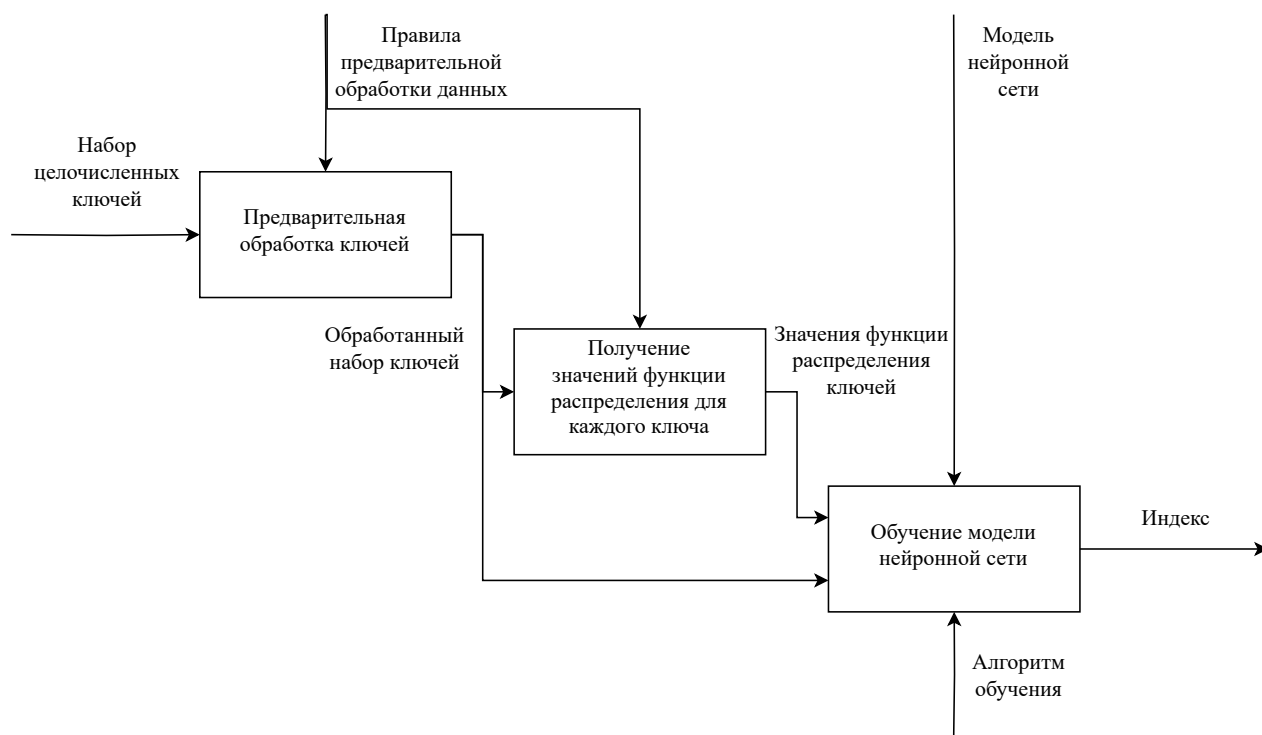 Правила
предварительной
обработки данных
Модель
нейронной
сети
Набор
целочисленных
ключей
Предварительная
обработка ключей
Обработанный
набор ключей
Получение
значений функции
распределения для
каждого ключа
Значения функции
распределения
ключей
Обучение модели
нейронной сети
Индекс
Алгоритм
обучения